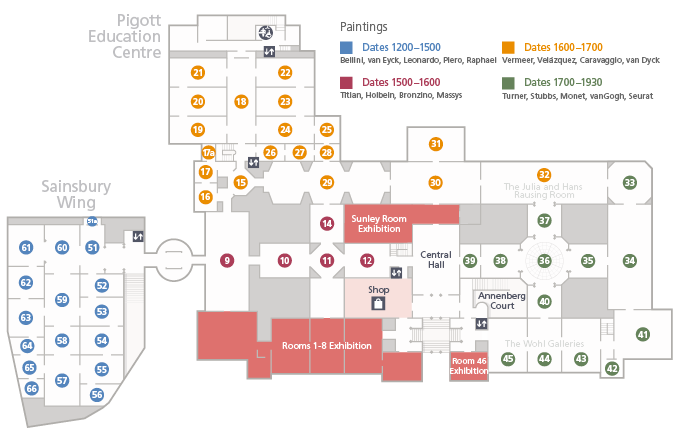 Pigott
Education
Centre
Paintings
Dates 1200–1500
Bellini, van Eyck, Leonardo, Piero, Raphael
Dates 1600–1700
Vermeer, Velázquez, Caravaggio, van Dyck
Dates 1500–1600
Titian, Holbein, Bronzino, Massys
Dates 1700–1930
Turner, Stubbs, Monet, vanGogh, Seurat
21
22
20
18
23
19
24
25
17a
26
27
28
31
17
15
29
30
32
33
16
The Julia and Hans
Rausing Room
Sainsbury
Wing
14
Sunley Room
Exhibition
37
61
60
51
9
10
11
12
Central
Hall
39
38
36
35
34
62
52
59
Shop
Annenberg
Court
40
63
53
64
58
54
Rooms 1-8 Exhibition
The Wohl Galleries
41
65
55
45
44
43
42
66
57
56
Room 46
Exhibition